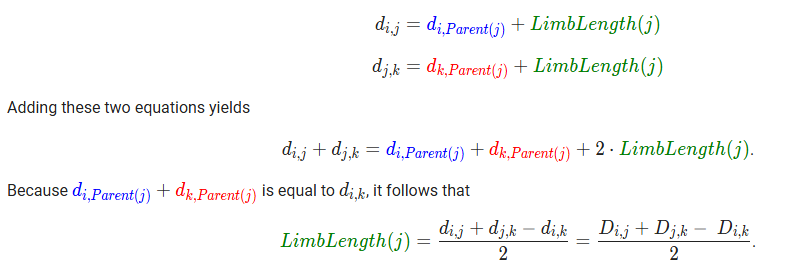 d_{i,j} = d_{i,Parent(j)} + LimbLength(j)
d_{j,k} = d_{k,Parent(j)} + LimbLength(j)
Adding these two equations yields
d_{i,j} + d_{j,k} = d_{i,Parent(j)} + d_{k,Parent(j)} + 2 · LimbLength(j).
Because d_{i,Parent(j)} + d_{k,Parent(j)} is equal to d_{i,k}, it follows that
LimbLength(j) = \frac{d_{i,j} + d_{j,k} − d_{i,k}}{2} = \frac{D_{i,j} + D_{j,k} − D_{i,k}}{2}.